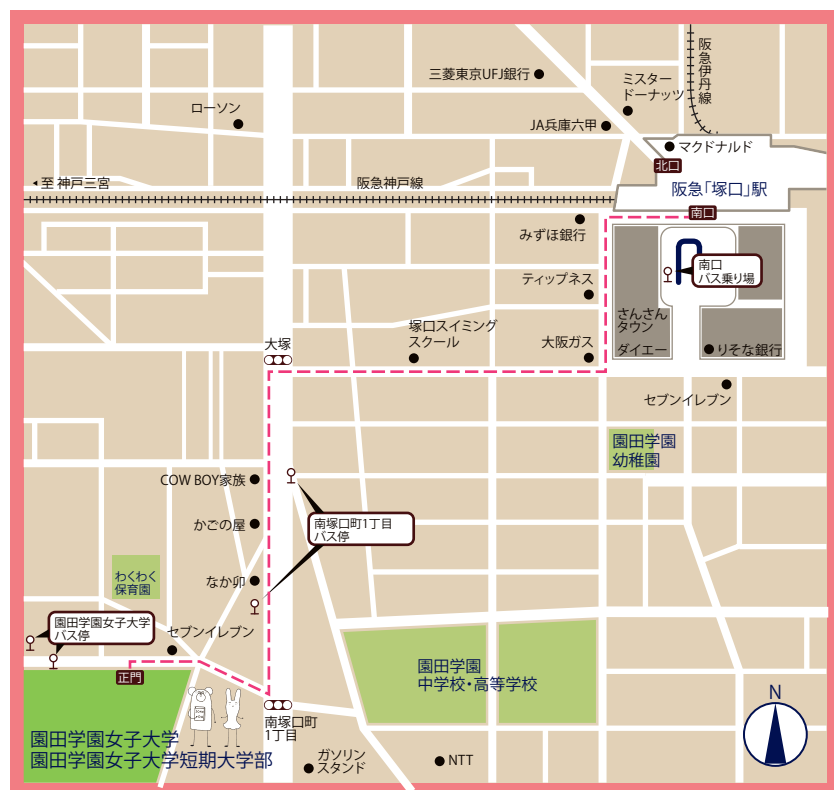 阪急伊丹線
三菱東京UFJ銀行
ミスター
ドーナッツ
ローソン
JA兵庫六甲
マクドナルド
北口
至 神戸三宮
阪急神戸線
阪急「塚口」駅
南口
みずほ銀行
南口
バス乗り場
ティップネス
さんさん
タウン
塚口スイミング
スクール
大塚
大阪ガス
ダイエー
りそな銀行
セブンイレブン
園田学園
幼稚園
COW BOY家族
南塚口町1丁目
バス停
かごの屋
わくわく
保育園
なか卯
園田学園女子大学
バス停
セブンイレブン
正門
園田学園
中学校・高等学校
N
南塚口町
1丁目
園田学園女子大学
園田学園女子大学短期大学部
ガソリン
スタンド
NTT